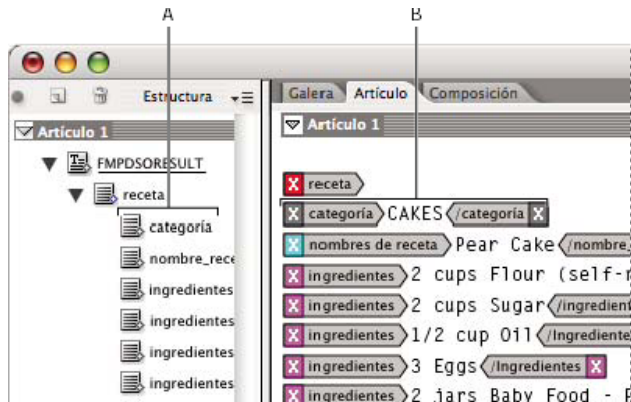 A
B
Estructura
Galera Artículo Composición
Artículo 1
Artículo 1
FMPDSORESULT
receta
categoría
nombre_rece
ingredientes
ingredientes
ingredientes
ingredientes
receta
categoría CAKES /categoría
nombres de receta Pear Cake /nombre_
ingredientes 2 cups Flour (self-r
ingredientes 2 cups Sugar /ingredient
ingredientes 1/2 cup Oil /Ingrediente
ingredientes 3 Eggs /Ingredientes
ingredientes 2 jars Baby Food - P